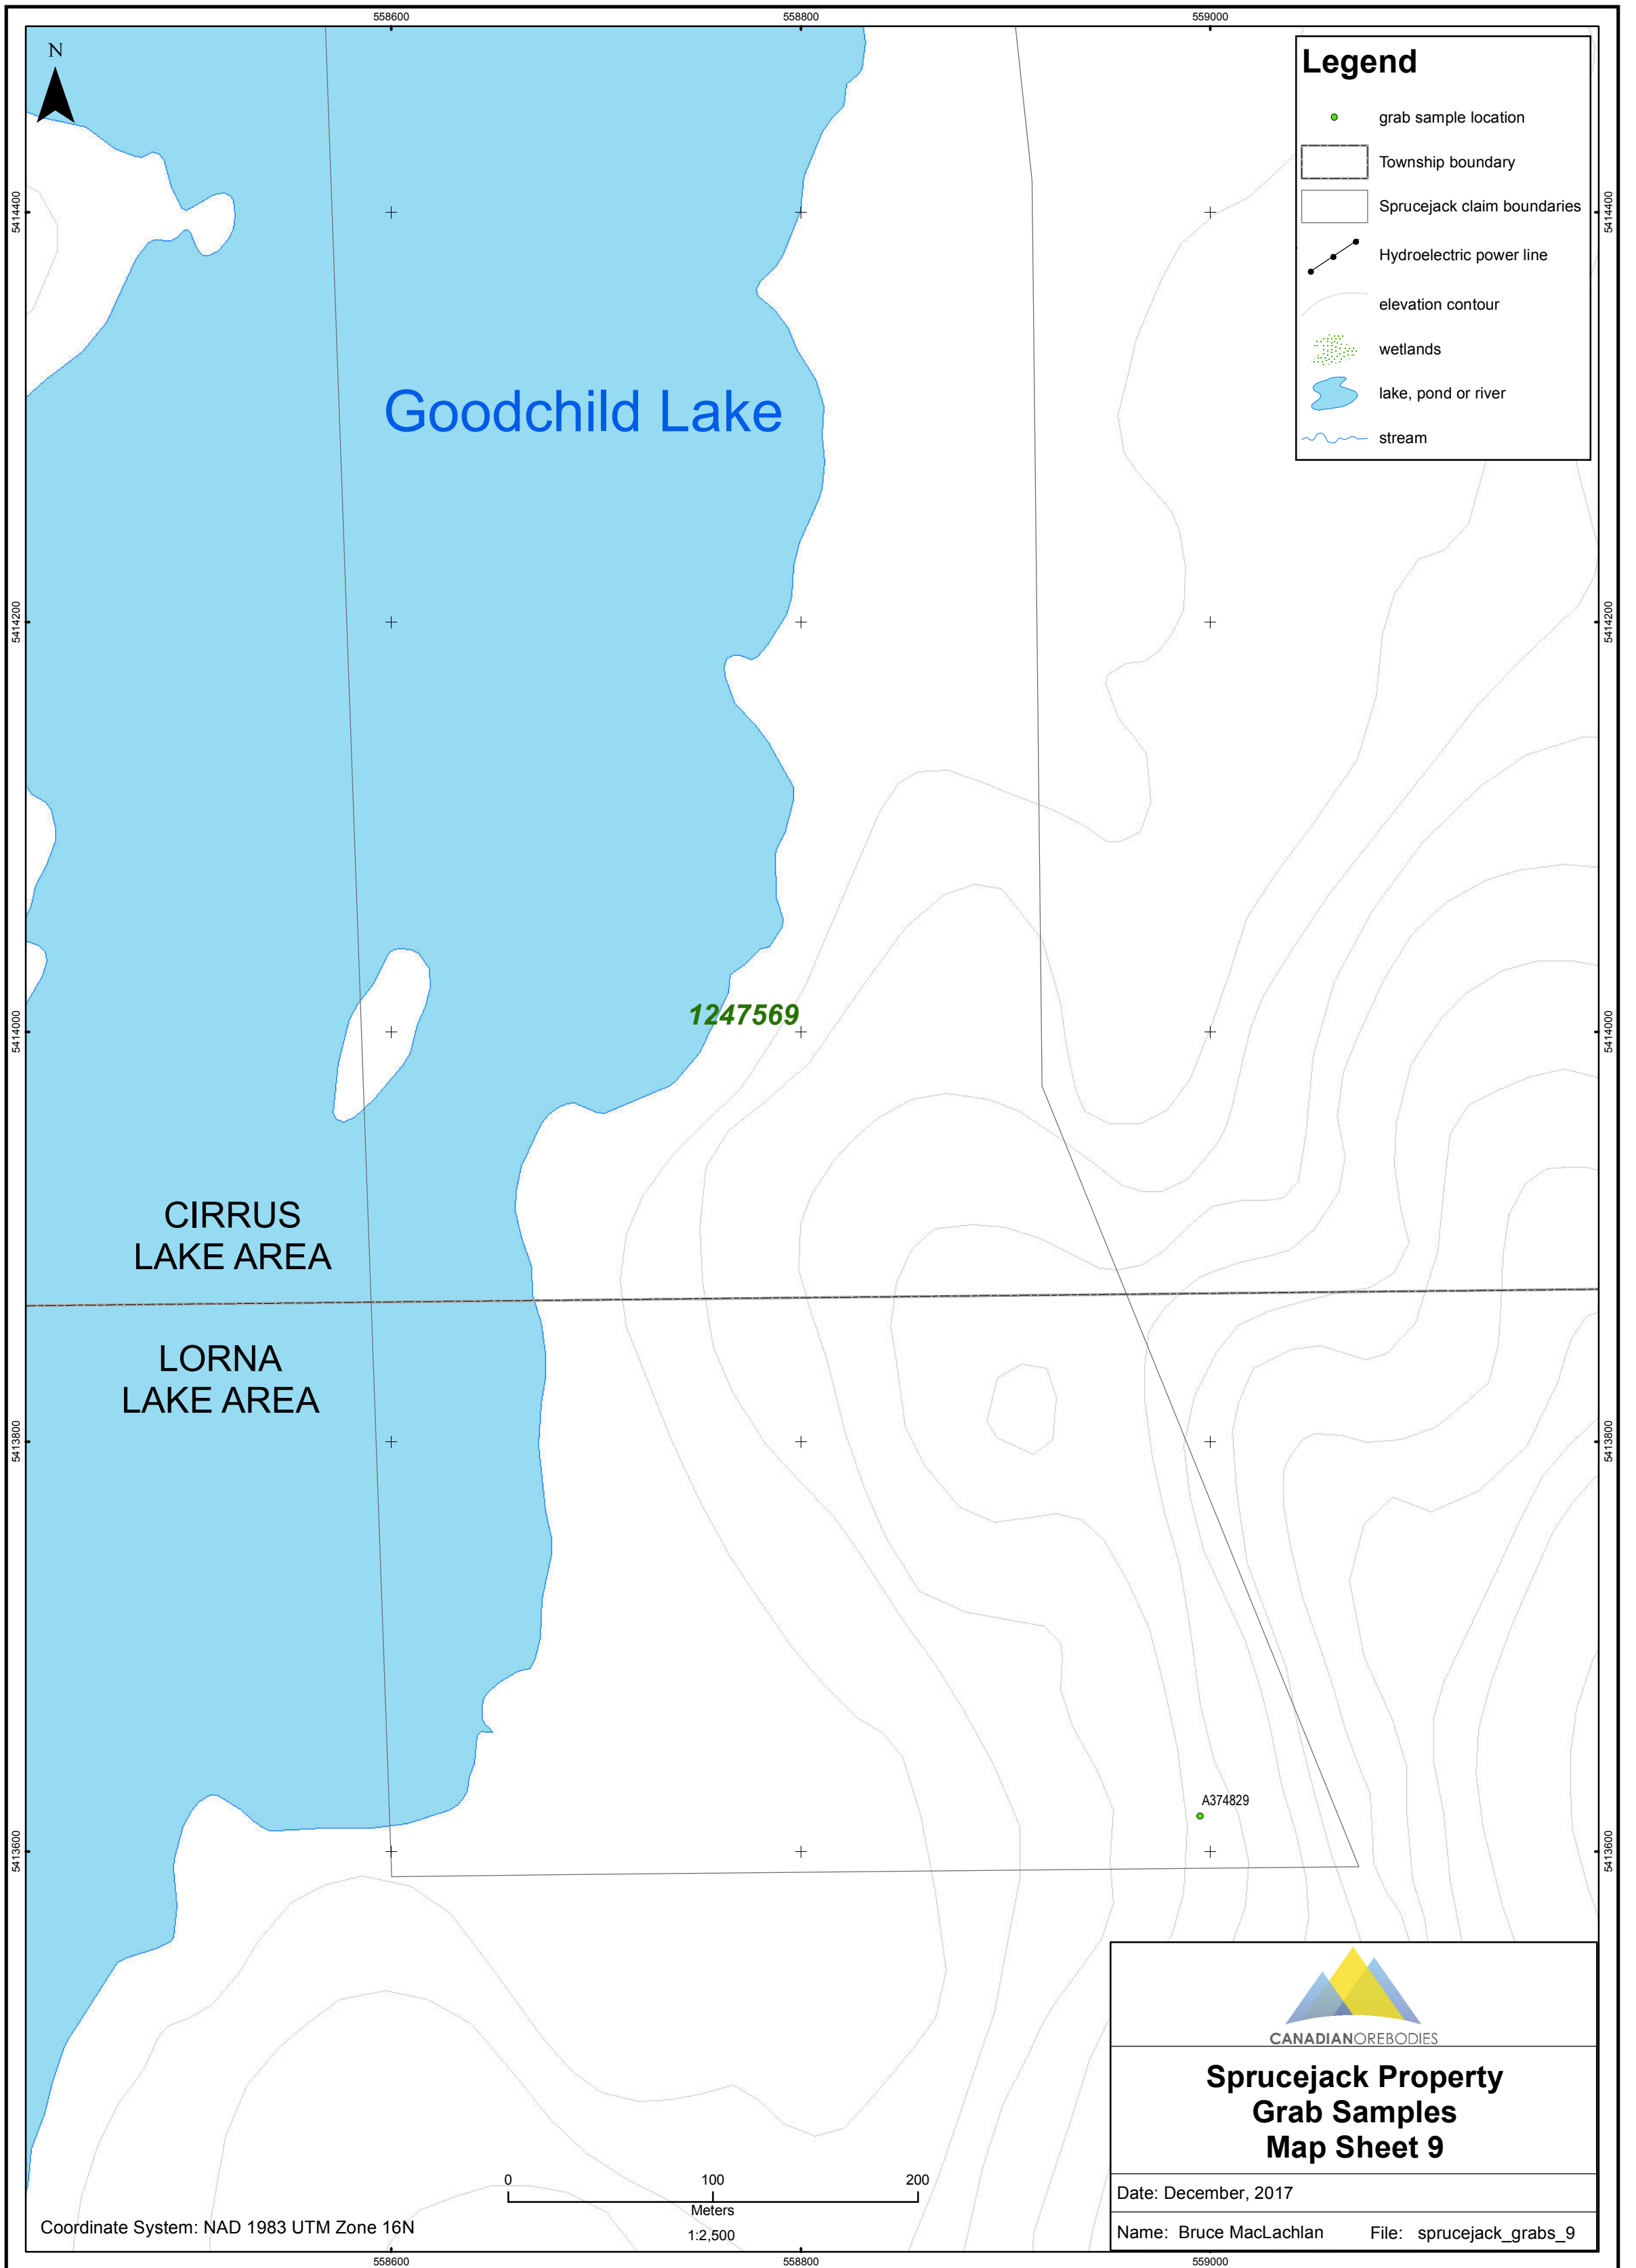 558600
558800
559000
N
Legend
grab sample location
Township boundary
Sprucejack claim boundaries
Hydroelectric power line
elevation contour
wetlands
lake, pond or river
stream
5414400
5414400
Goodchild Lake
5414200
5414200
1247569
5414000
5414000
CIRRUS
LAKE AREA
LORNA
LAKE AREA
5413800
5413800
A374829
5413600
5413600
CANADIANOREBODIES
Sprucejack Property
Grab Samples
Map Sheet 9
Date: December, 2017
Name: Bruce MacLachlan File: sprucejack_grabs_9
0 100 200
Meters
1:2,500
Coordinate System: NAD 1983 UTM Zone 16N
558600
558800
559000